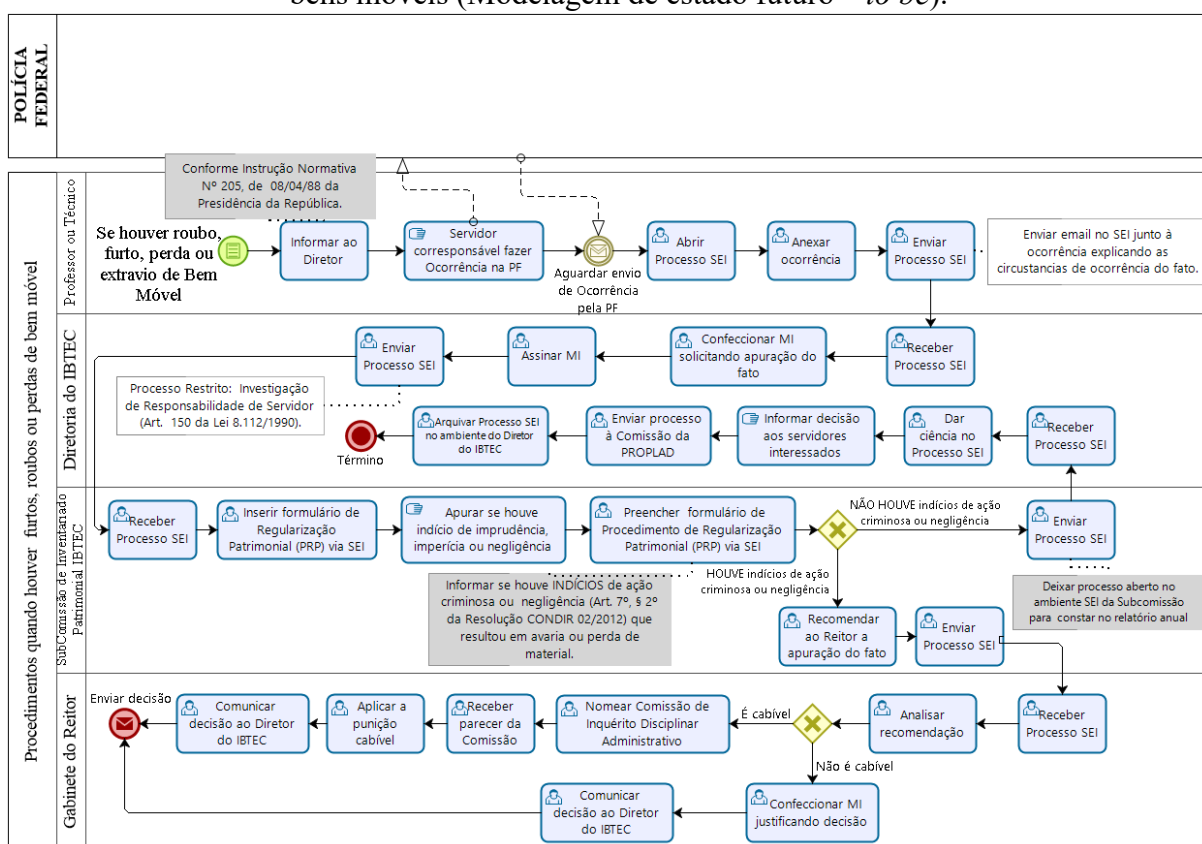 bens móveis (Modelagem de estado futuro – to be).
POLÍCIA
FEDERAL
Procedimentos quando houver furtos, roubos ou perdas de bem móvel
Professor ou Técnico
Conforme Instrução Normativa
Nº 205, de 08/04/88 da
Presidência da República.
Se houver roubo,
furto, perda ou
extravio de Bem
Móvel
Informar ao
Diretor
Servidor
corresponsável fazer
Ocorrência na PF
Aguardar envio
de Ocorrência
pela PF
Abrir
Processo SEI
Anexar
ocorrência
Enviar
Processo SEI
Enviar email no SEI junto à
ocorrência explicando as
circustancias de ocorrência do fato.
Diretoria do IBTEC
Receber
Processo SEI
Confeccionar MI
solicitando apuração do
fato
Assinar MI
Enviar
Processo SEI
Processo Restrito: Investigação
de Responsabilidade de Servidor
(Art. 150 da Lei 8.112/1990).
Receber
Processo SEI
Dar
ciência no
Processo SEI
Informar decisão
aos servidores
interessados
Enviar processo
à Comissão da
PROPLAD
Arquivar Processo SEI
no ambiente do Diretor
do IBTEC
Término
SubComissão de Inventariado
Patrimonial IBTEC
Receber
Processo SEI
Inserir formulário de
Regularização
Patrimonial (PRP) via SEI
Apurar se houve
indício de imprudência,
imperícia ou negligência
Preencher formulário de
Procedimento de Regularização
Patrimonial (PRP) via SEI
NÃO HOUVE indícios de ação
criminosa ou negligência
Enviar
Processo SEI
HOUVE indícios de ação
criminosa ou negligência
Informar se houve INDÍCIOS de ação
criminosa ou negligência (Art. 7º, § 2º
da Resolução CONDIR 02/2012) que
resultou em avaria ou perda de
material.
Deixar processo aberto no
ambiente SEI da Subcomissão
para constar no relatório anual
Recomendar
ao Reitor a
apuração do fato
Enviar
Processo SEI
Gabinete do Reitor
Receber
Processo SEI
Analisar
recomendação
É cabível
Nomear Comissão de
Inquérito Disciplinar
Administrativo
Receber
parecer da
Comissão
Aplicar a
punição
cabível
Comunicar
decisão ao Diretor
do IBTEC
Enviar decisão
Não é cabível
Confeccionar MI
justificando decisão
Comunicar
decisão ao Diretor
do IBTEC